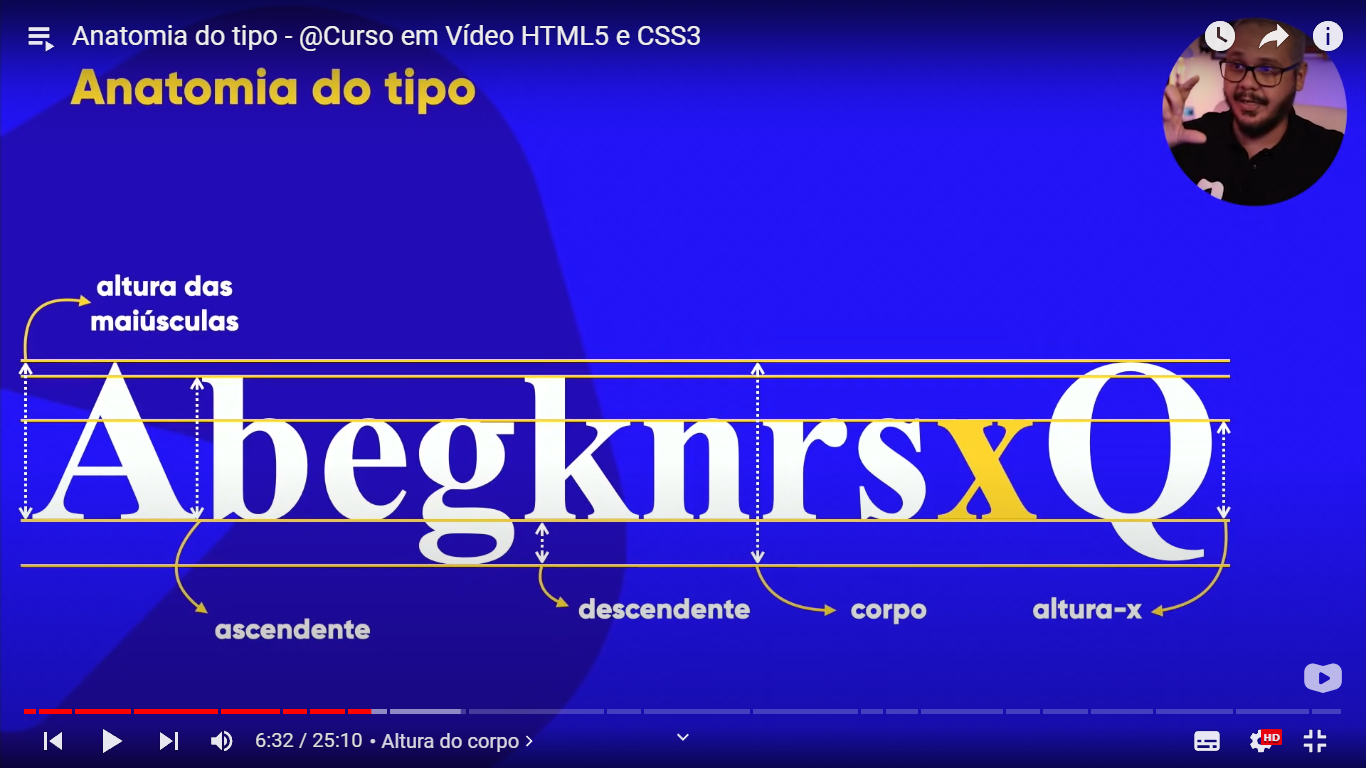 Anatomia do tipo - @Curso em Vídeo HTML5 e CSS3
Anatomia do tipo
altura das
maiúsculas
AbegknrsxQ
ascendente
descendente
corpo
altura-x
6:32 / 25:10 • Altura do corpo
HD